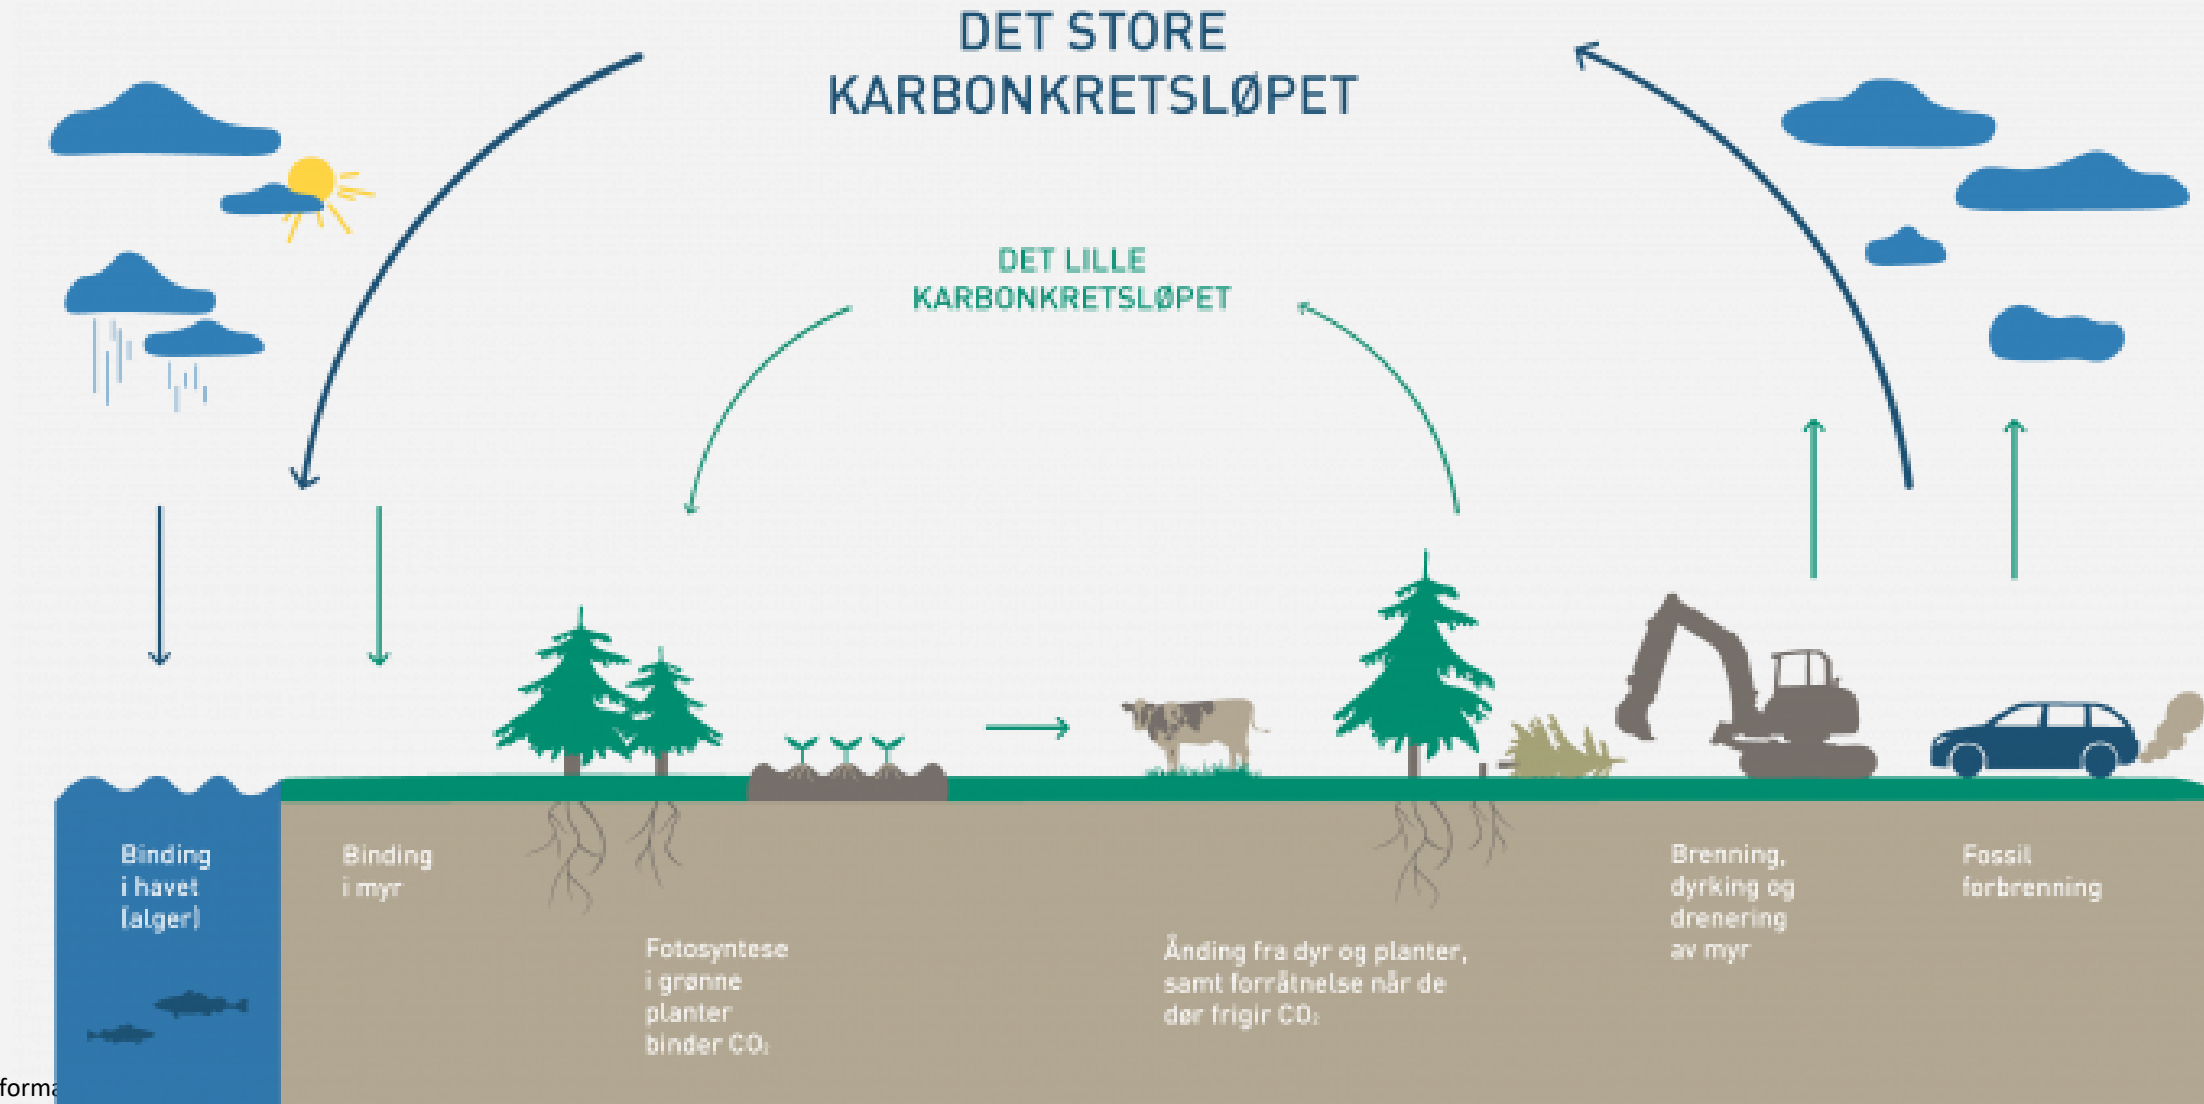 DET STORE
KARBONKRETSLØPET
DET LILLE
KARBONKRETSLØPET
Binding
i havet
(alger)
Binding
i myr
Fotosyntese
i grønne
planter
binder CO₂
Ånding fra dyr og planter,
samt forråtnelse når de
dør frigir CO₂
Brenning,
dyrking og
drenering
av myr
Fossil
forbrenning